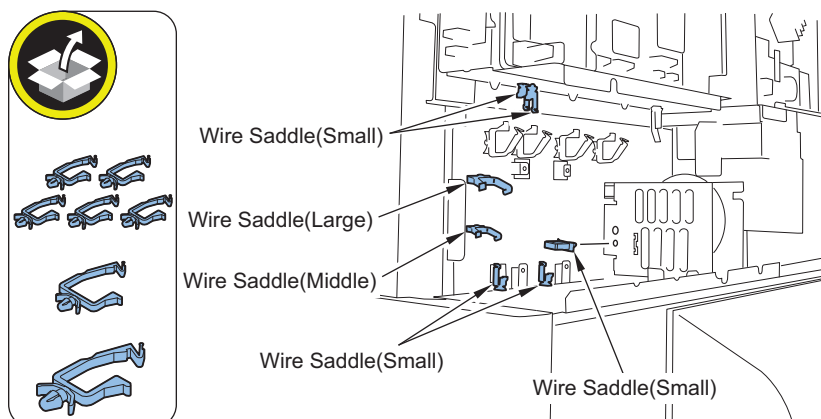 Wire Saddle(Small)
Wire Saddle(Large)
Wire Saddle(Middle)
Wire Saddle(Small)
Wire Saddle(Small)